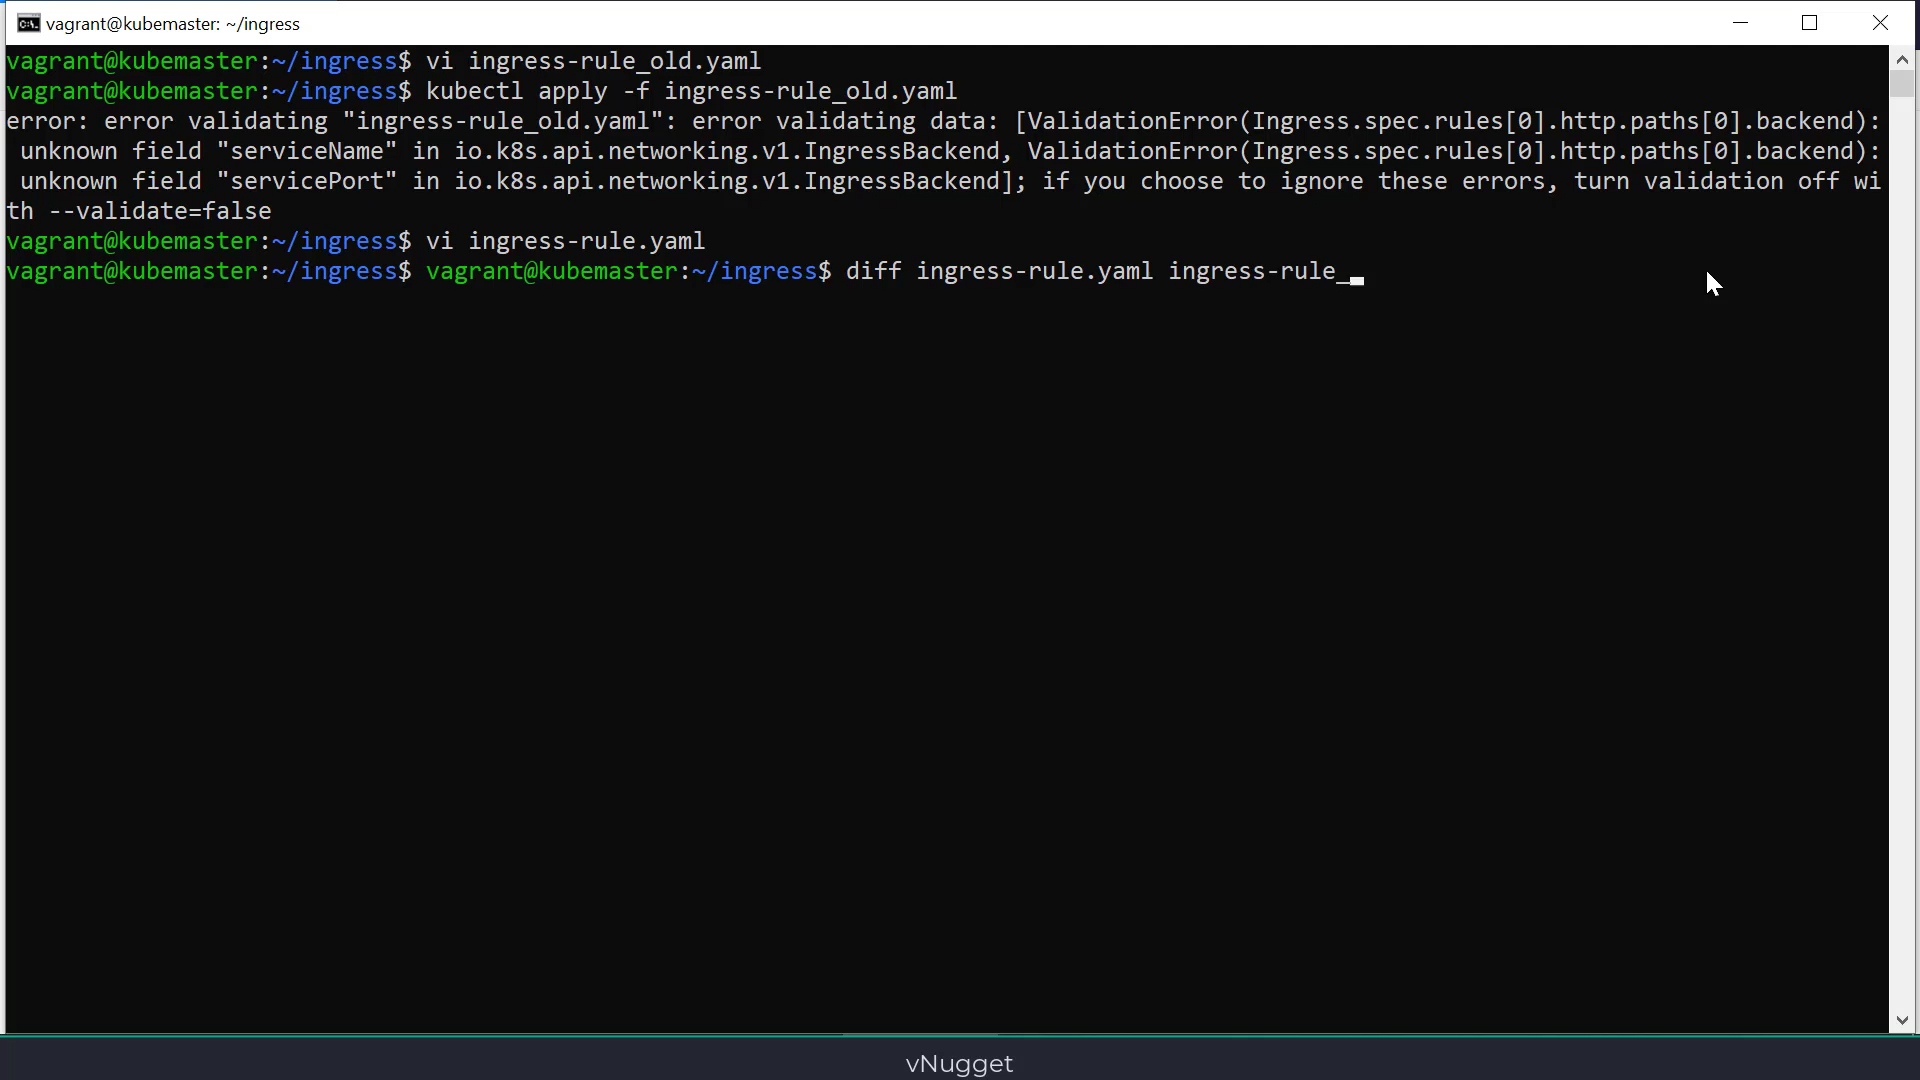 vagrant@kubemaster: ~/ingress
vagrant@kubemaster:~/ingress$ vi ingress-rule_old.yaml
vagrant@kubemaster:~/ingress$ kubectl apply -f ingress-rule_old.yaml
error: error validating "ingress-rule_old.yaml": error validating data: [ValidationError(Ingress.spec.rules[0].http.paths[0].backend):
 unknown field "serviceName" in io.k8s.api.networking.v1.IngressBackend, ValidationError(Ingress.spec.rules[0].http.paths[0].backend):
 unknown field "servicePort" in io.k8s.api.networking.v1.IngressBackend]; if you choose to ignore these errors, turn validation off wi
th --validate=false
vagrant@kubemaster:~/ingress$ vi ingress-rule.yaml
vagrant@kubemaster:~/ingress$ vagrant@kubemaster:~/ingress$ diff ingress-rule.yaml ingress-rule_
vNugget